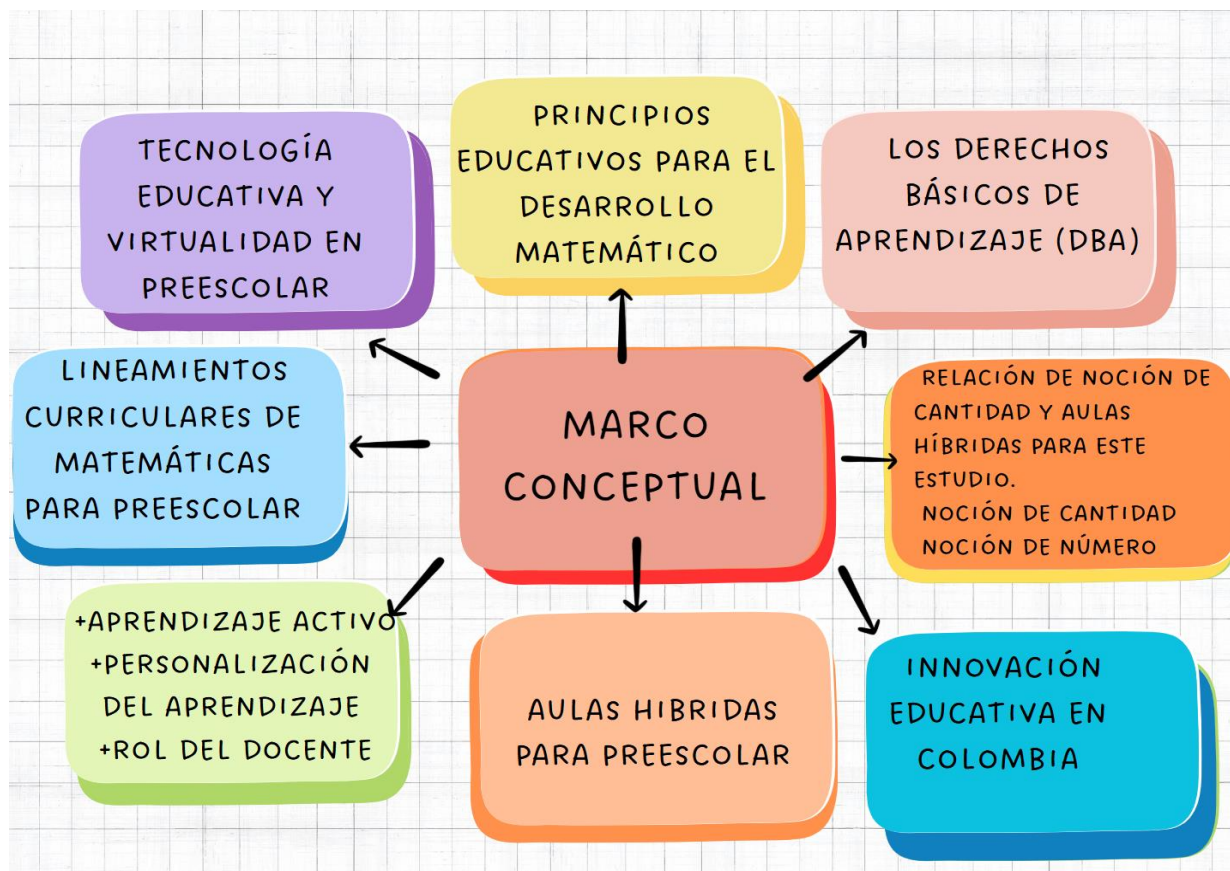 TECNOLOGÍA
EDUCATIVA Y
VIRTUALIDAD EN
PREESCOLAR
PRINCIPIOS
EDUCATIVOS PARA EL
DESARROLLO
MATEMÁTICO
LOS DERECHOS
BÁSICOS DE
APRENDIZAJE (DBA)
LINEAMIENTOS
CURRICULARES DE
MATEMÁTICAS
PARA PREESCOLAR
MARCO
CONCEPTUAL
RELACIÓN DE NOCIÓN DE
CANTIDAD Y AULAS
HÍBRIDAS PARA ESTE
ESTUDIO.
NOCIÓN DE CANTIDAD
NOCIÓN DE NÚMERO
+APRENDIZAJE ACTIVO
+PERSONALIZACIÓN
DEL APRENDIZAJE
+ROL DEL DOCENTE
AULAS HIBRIDAS
PARA PREESCOLAR
INNOVACIÓN
EDUCATIVA EN
COLOMBIA